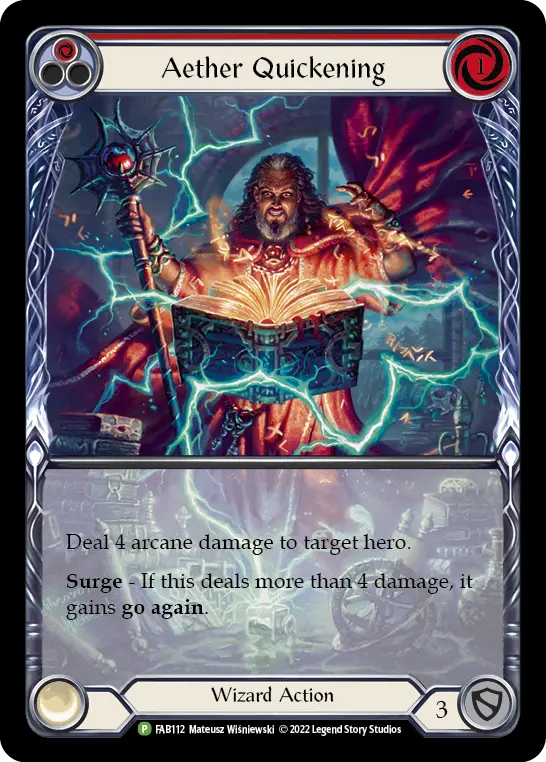 Aether Quickening
1
Deal 4 arcane damage to target hero.
Surge - If this deals more than 4 damage, it
gains go again.
Wizard Action
3
P FAB112 Mateusz Wiśniewski © 2022 Legend Story Studios